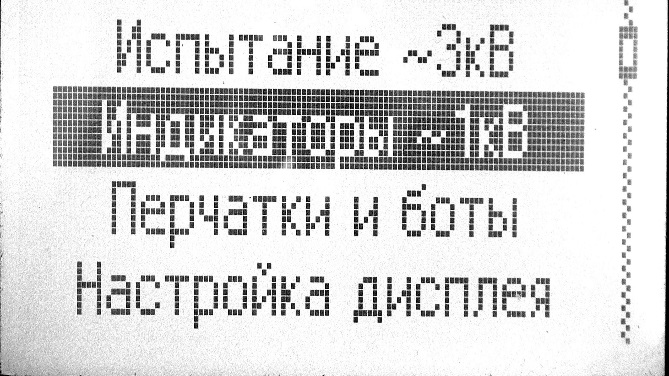 Испытание ~3кВ
Индикаторы ~1кВ
Перчатки и боты
Настройка дисплея